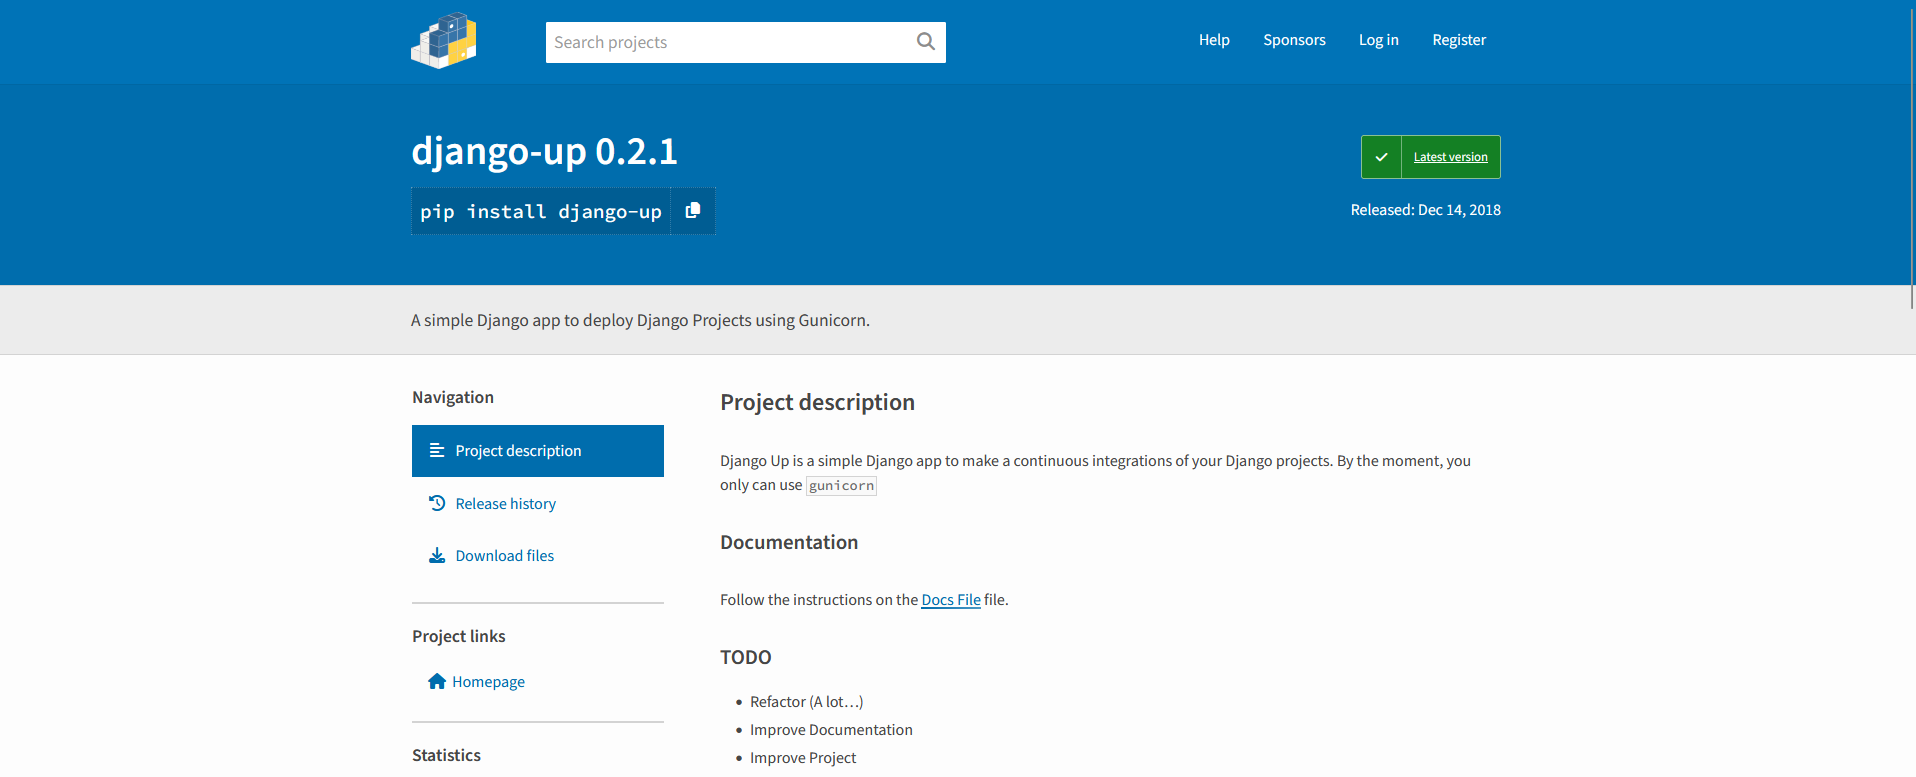 Search projects
Help
Sponsors
Log in
Register
django-up 0.2.1
pip install django-up
Latest version
Released: Dec 14, 2018
A simple Django app to deploy Django Projects using Gunicorn.
Navigation
Project description
Release history
Download files
Project links
Homepage
Statistics
Project description
Django Up is a simple Django app to make a continuous integrations of your Django projects. By the moment, you
only can use gunicorn
Documentation
Follow the instructions on the Docs File file.
TODO
• Refactor (A lot…)
• Improve Documentation
• Improve Project